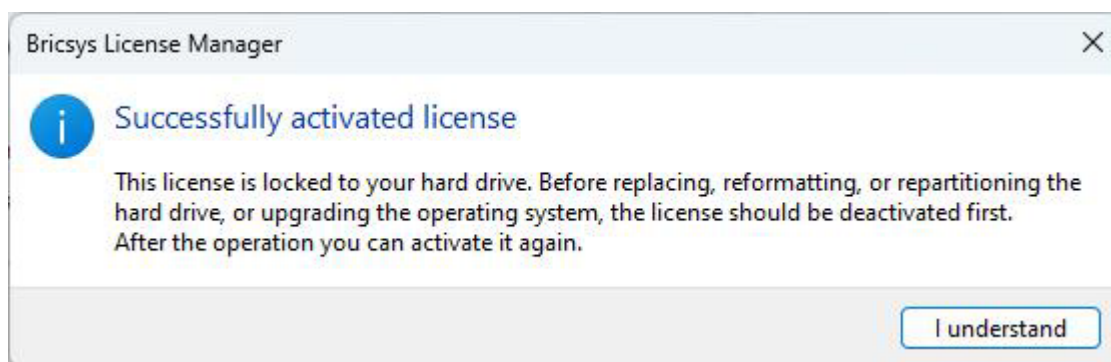 Bricsys License Manager
Successfully activated license
This license is locked to your hard drive. Before replacing, reformatting, or repartitioning the
hard drive, or upgrading the operating system, the license should be deactivated first.
After the operation you can activate it again.
I understand